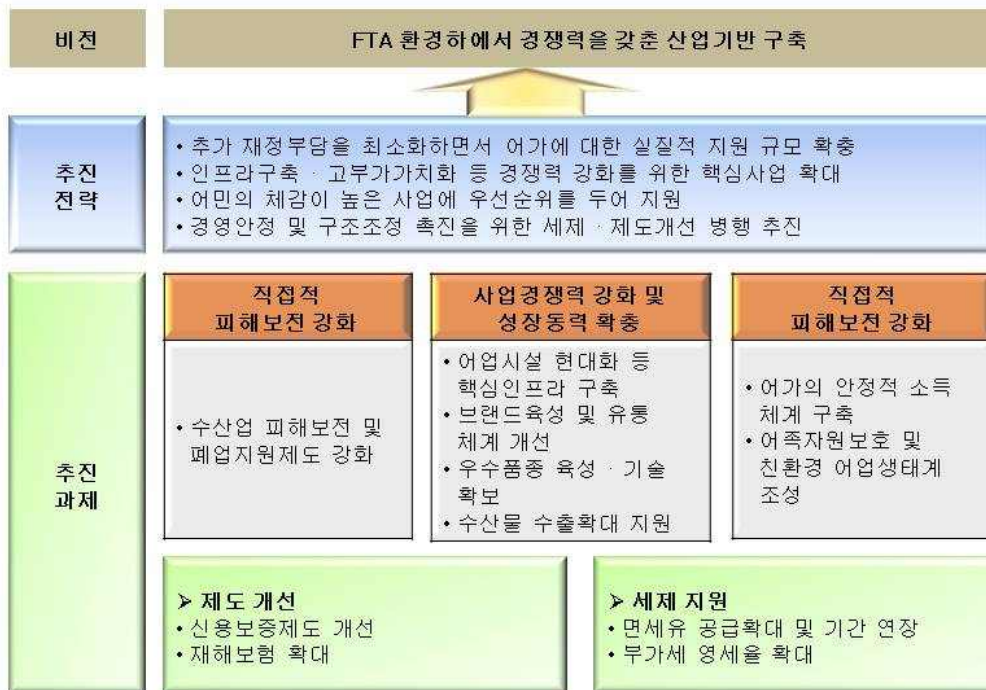 비전
FTA 환경하에서 경쟁력을 갖춘 산업기반 구축
추진
전략
• 추가 재정부담을 최소화하면서 어가에 대한 실질적 지원 규모 확충
• 인프라구축 · 고부가가치화 등 경쟁력 강화를 위한 핵심사업 확대
• 어민의 체감이 높은 사업에 우선순위를 두어 지원
• 경영안정 및 구조조정 촉진을 위한 세제 · 제도개선 병행 추진
추진
과제
직접적
피해보전 강화
• 수산업 피해보전 및
폐업지원제도 강화
사업경쟁력 강화 및
성장동력 확충
• 어업시설 현대화 등
핵심인프라 구축
• 브랜드육성 및 유통
체계 개선
• 우수품종 육성 · 기술
확보
• 수산물 수출확대 지원
직접적
피해보전 강화
• 어가의 안정적 소득
체계 구축
• 어족자원보호 및
친환경 어업생태계
조성
➢ 제도 개선
• 신용보증제도 개선
• 재해보험 확대
➢ 세제 지원
• 면세유 공급확대 및 기간 연장
• 부가세 영세율 확대